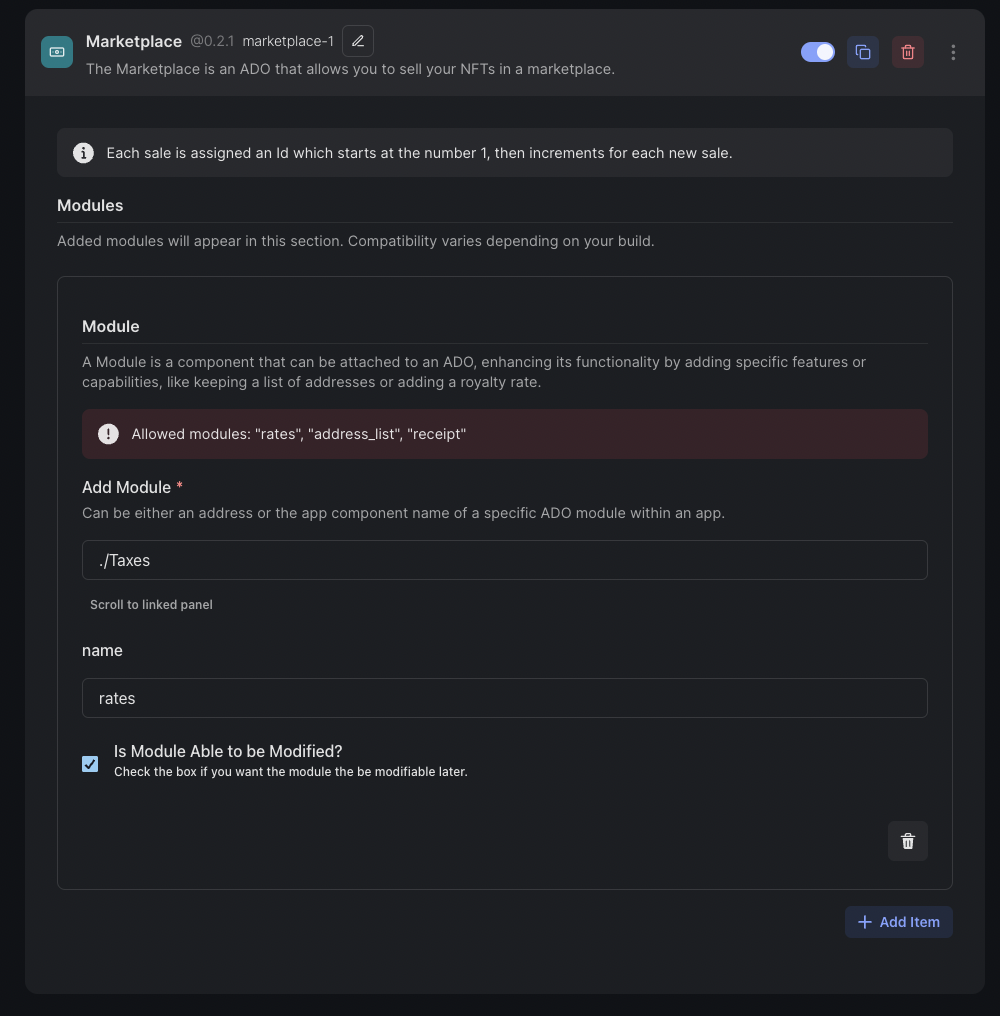 Marketplace @0.2.1 marketplace-1
The Marketplace is an ADO that allows you to sell your NFTs in a marketplace.
Each sale is assigned an Id which starts at the number 1, then increments for each new sale.
Modules
Added modules will appear in this section. Compatibility varies depending on your build.
Module
A Module is a component that can be attached to an ADO, enhancing its functionality by adding specific features or
capabilities, like keeping a list of addresses or adding a royalty rate.
Allowed modules: "rates", "address_list", "receipt"
Add Module *
Can be either an address or the app component name of a specific ADO module within an app.
./Taxes
Scroll to linked panel
name
rates
Is Module Able to be Modified?
Check the box if you want the module the be modifiable later.
Add Item